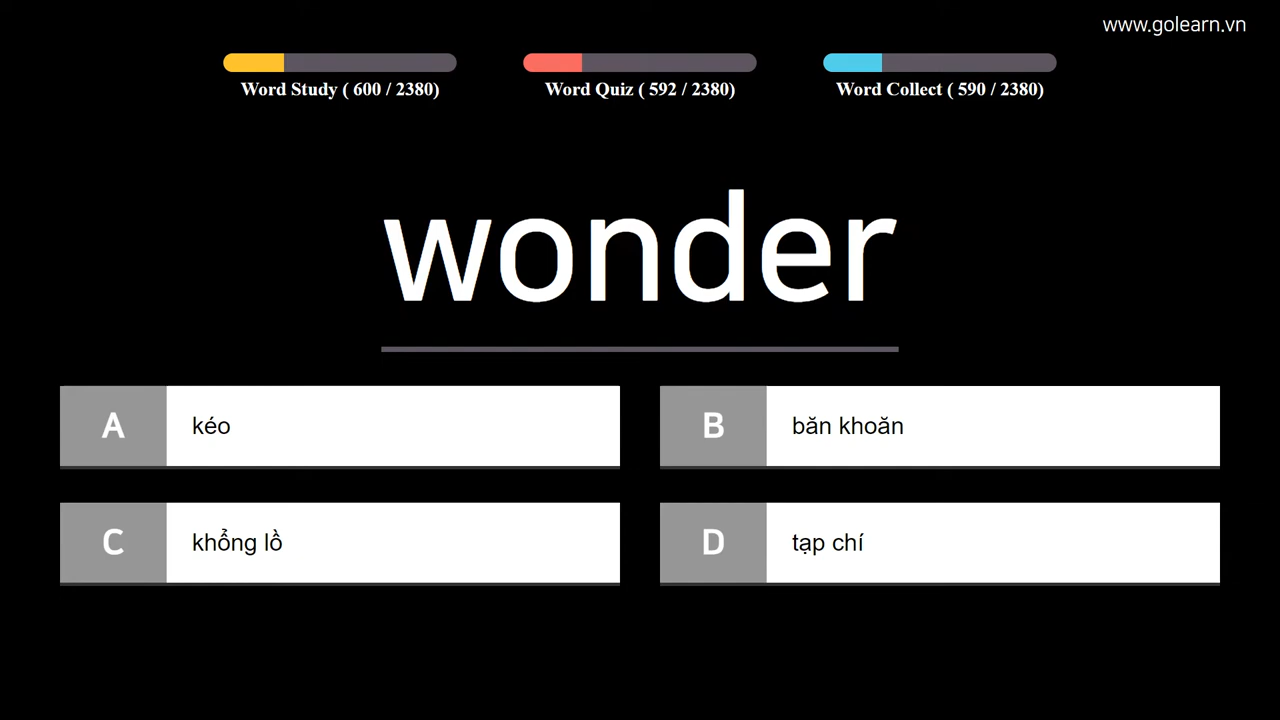 www.golearn.vn
Word Study ( 600 / 2380)
Word Quiz ( 592 / 2380)
Word Collect ( 590 / 2380)
wonder
A kéo
B băn khoăn
C khổng lồ
D tạp chí